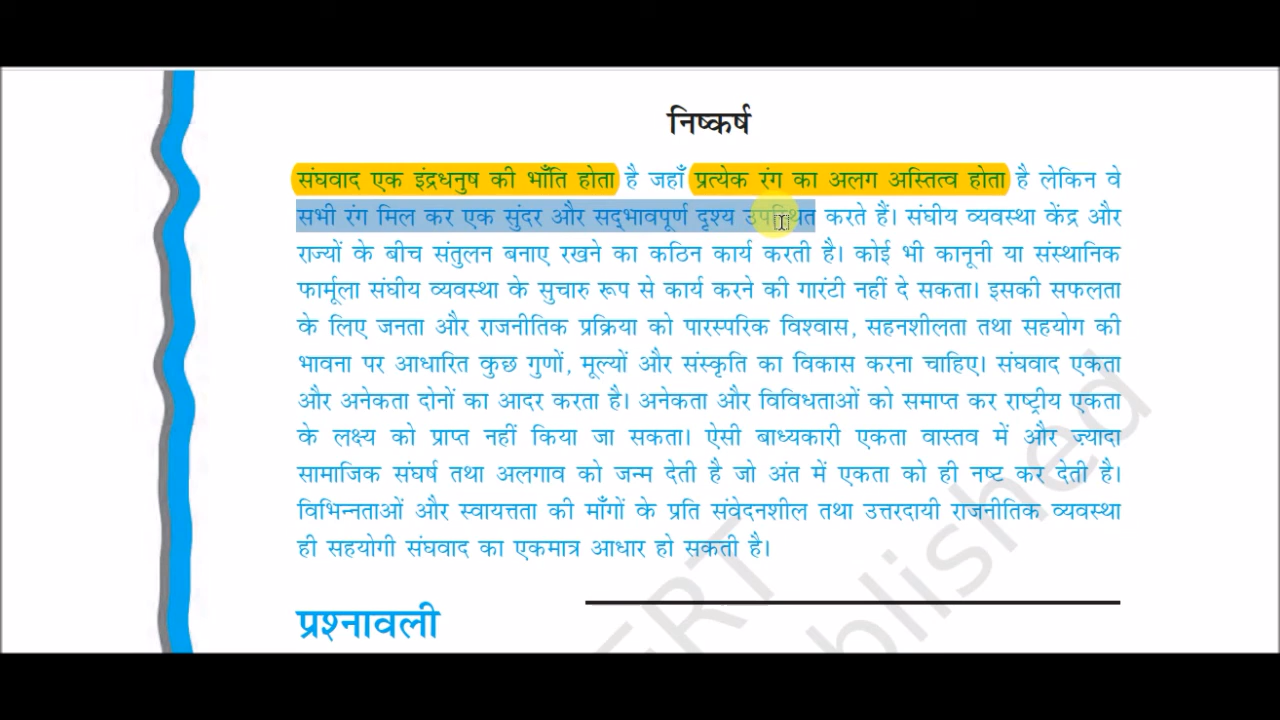 निष्कर्ष
संघवाद एक इंद्रधनुष की भाँति होता है जहाँ प्रत्येक रंग का अलग अस्तित्व होता है लेकिन वे
सभी रंग मिल कर एक सुंदर और सद्‌भावपूर्ण दृश्य उपस्थित करते हैं। संघीय व्यवस्था केंद्र और
राज्यों के बीच संतुलन बनाए रखने का कठिन कार्य करती है। कोई भी कानूनी या संस्थानिक
फार्मूला संघीय व्यवस्था के सुचारु रूप से कार्य करने की गारंटी नहीं दे सकता। इसकी सफलता
के लिए जनता और राजनीतिक प्रक्रिया को पारस्परिक विश्वास, सहनशीलता तथा सहयोग की
भावना पर आधारित कुछ गुणों, मूल्यों और संस्कृति का विकास करना चाहिए। संघवाद एकता
और अनेकता दोनों का आदर करता है। अनेकता और विविधताओं को समाप्त कर राष्ट्रीय एकता
के लक्ष्य को प्राप्त नहीं किया जा सकता। ऐसी बाध्यकारी एकता वास्तव में और ज़्यादा
सामाजिक संघर्ष तथा अलगाव को जन्म देती है जो अंत में एकता को ही नष्ट कर देती है।
विभिन्नताओं और स्वायत्तता की माँगों के प्रति संवेदनशील तथा उत्तरदायी राजनीतिक व्यवस्था
ही सहयोगी संघवाद का एकमात्र आधार हो सकती है।
प्रश्नावली